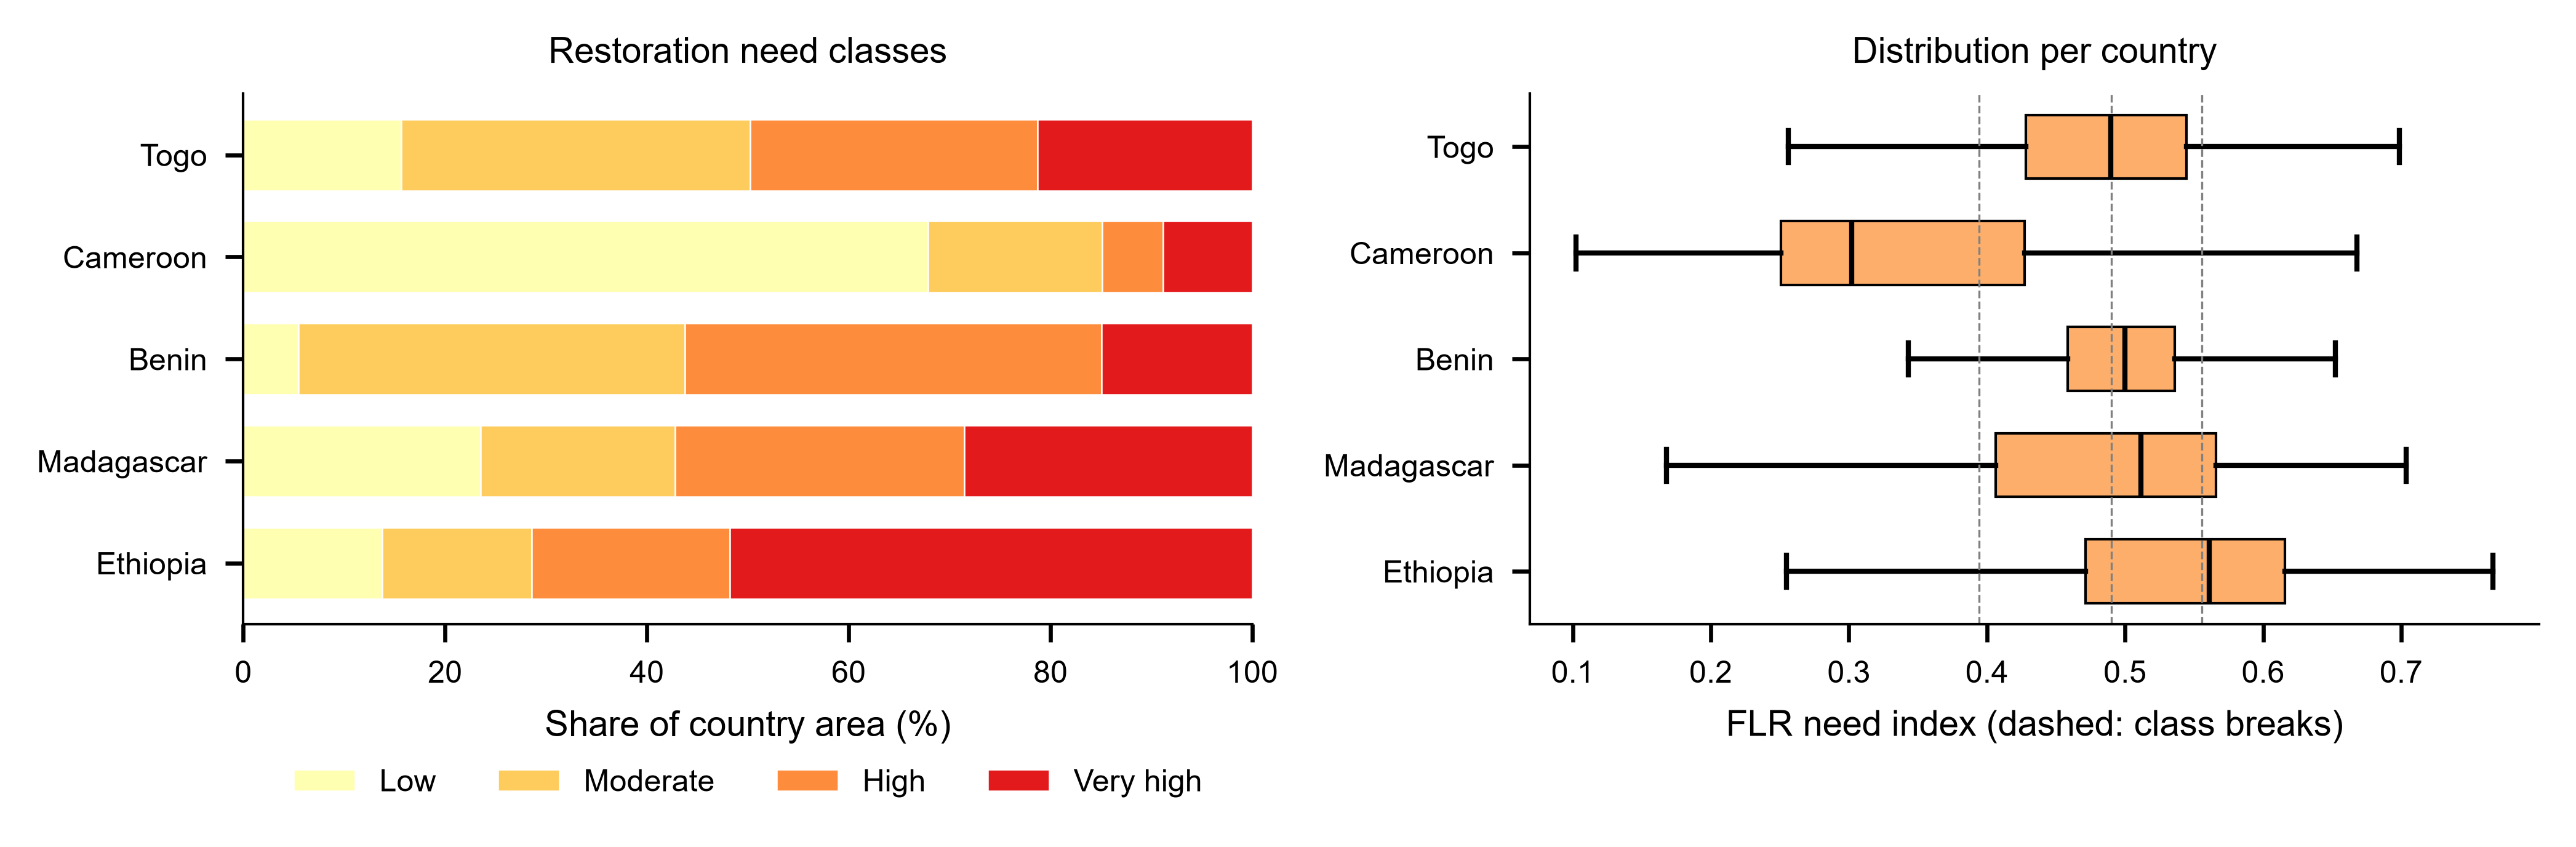 Restoration need classes
Togo
Cameroon
Benin
Madagascar
Ethiopia
0 20 40 60 80 100
Share of country area (%)
Low Moderate High Very high
Distribution per country
Togo
Cameroon
Benin
Madagascar
Ethiopia
0.1 0.2 0.3 0.4 0.5 0.6 0.7
FLR need index (dashed: class breaks)